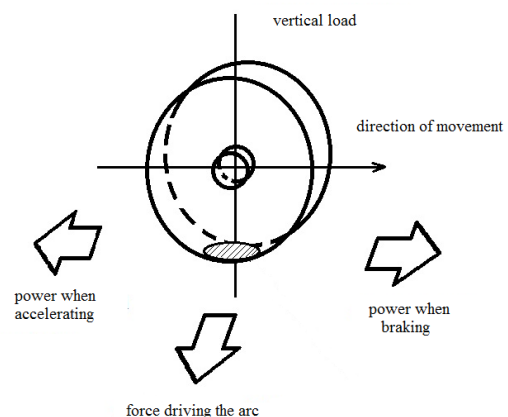 vertical load
direction of movement
power when
accelerating
power when
braking
force driving the arc